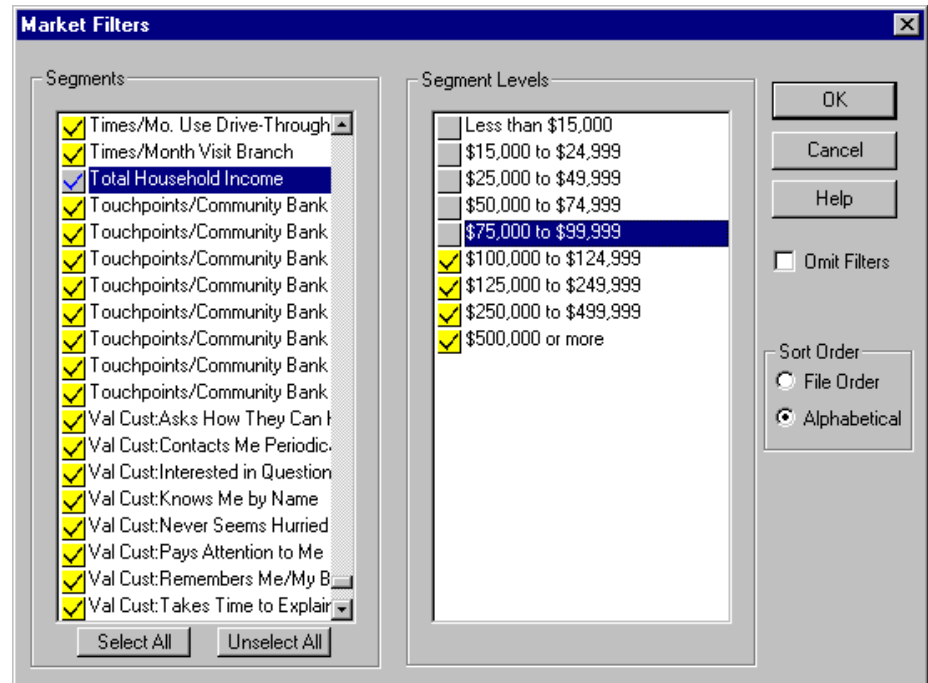 Market Filters
Segments
Times/Mo. Use Drive-Through
Times/Month Visit Branch
Total Household Income
Touchpoints/Community Bank
Touchpoints/Community Bank
Touchpoints/Community Bank
Touchpoints/Community Bank
Touchpoints/Community Bank
Touchpoints/Community Bank
Touchpoints/Community Bank
Touchpoints/Community Bank
Val Cust:Asks How They Can
Val Cust:Contacts Me Periodic
Val Cust:Interested in Question
Val Cust:Knows Me by Name
Val Cust:Never Seems Hurried
Val Cust:Pays Attention to Me
Val Cust:Remembers Me/My B
Val Cust:Takes Time to Explain
Select All
Unselect All
Segment Levels
Less than $15,000
$15,000 to $24,999
$25,000 to $49,999
$50,000 to $74,999
$75,000 to $99,999
$100,000 to $124,999
$125,000 to $249,999
$250,000 to $499,999
$500,000 or more
OK
Cancel
Help
Omit Filters
Sort Order
File Order
Alphabetical